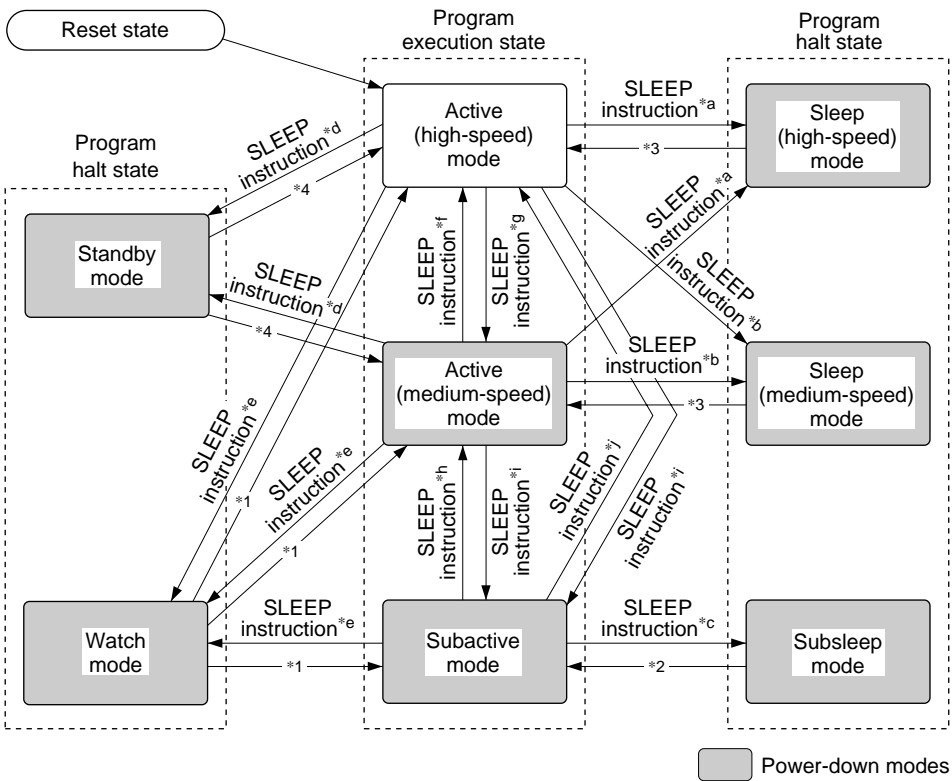 Reset state
Program
execution state
Program
halt state
Program
halt state
Active
(high-speed)
mode
SLEEP
instruction*a
*3
Sleep
(high-speed)
mode
SLEEP
instruction*d
*4
Standby
mode
SLEEP
instruction*d
*4
SLEEP
instruction*f
SLEEP
instruction*g
SLEEP
instruction*a
SLEEP
instruction*b
Active
(medium-speed)
mode
SLEEP
instruction*b
*3
Sleep
(medium-speed)
mode
SLEEP
instruction*e
*1
SLEEP
instruction*e
*1
SLEEP
instruction*h
SLEEP
instruction*i
SLEEP
instruction*j
SLEEP
instruction*i
Watch
mode
SLEEP
instruction*e
*1
Subactive
mode
SLEEP
instruction*c
*2
Subsleep
mode
Power-down modes